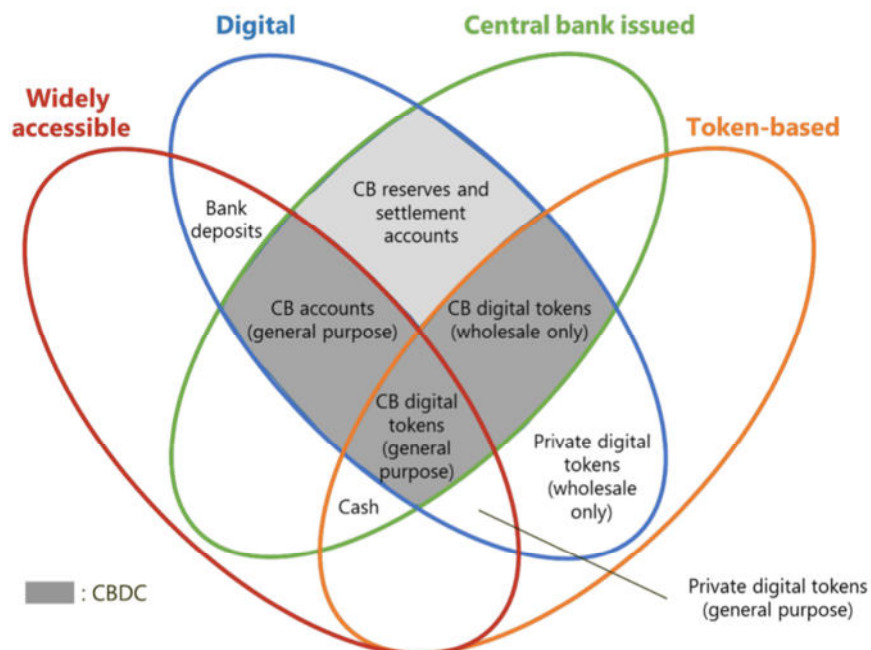 Digital
Central bank issued
Widely
accessible
Token-based
CB reserves and
settlement
accounts
Bank
deposits
CB accounts
(general purpose)
CB digital tokens
(wholesale only)
CB digital
tokens
(general
purpose)
Private digital
tokens
(wholesale
only)
Cash
: CBDC
Private digital tokens
(general purpose)